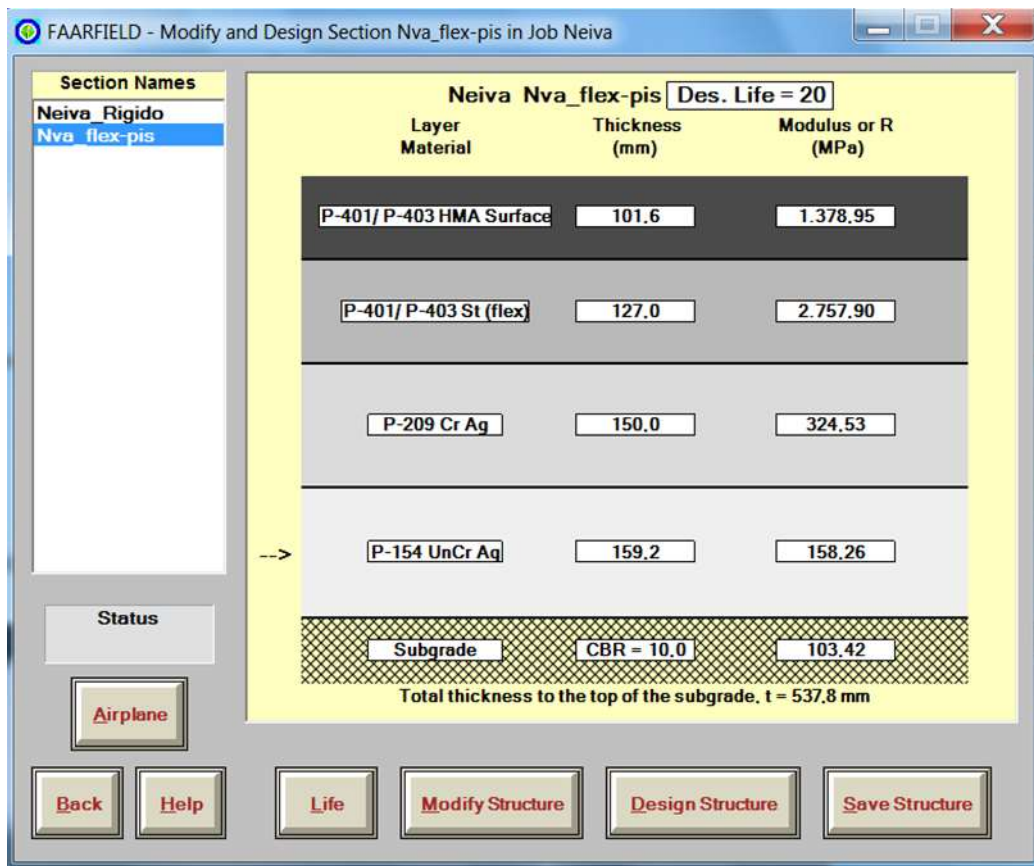 FAARFIELD - Modify and Design Section Nva_flex-pis in Job Neiva
Section Names
Neiva_Rigido
Nva_flex-pis
Neiva Nva_flex-pis Des. Life = 20
Layer Material Thickness (mm) Modulus or R (MPa)
P-401/ P-403 HMA Surface 101,6 1.378,95
P-401/ P-403 St (flex) 127,0 2.757,90
P-209 Cr Ag 150,0 324,53
--> P-154 UnCr Ag 159,2 158,26
Subgrade CBR = 10,0 103,42
Total thickness to the top of the subgrade, t = 537,8 mm
Status
Airplane
Back Help Life Modify Structure Design Structure Save Structure